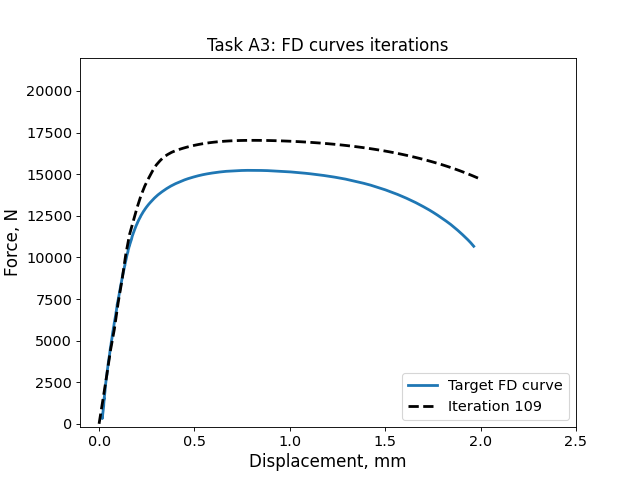 Task A3: FD curves iterations
Force, N
20000
17500
15000
12500
10000
7500
5000
2500
0
0.0 0.5 1.0 1.5 2.0 2.5
Displacement, mm
Target FD curve
Iteration 109